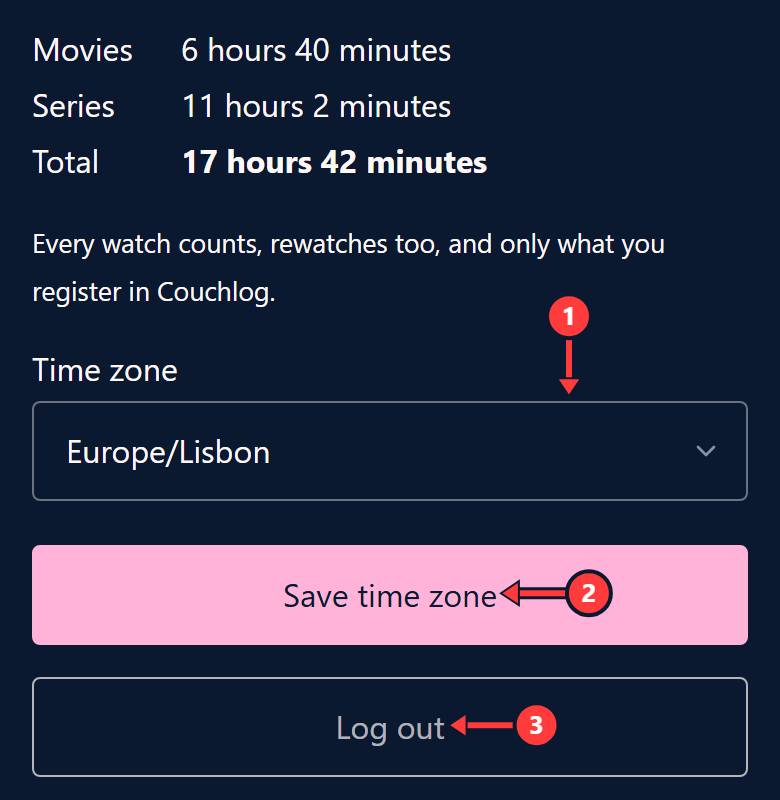 Movies 6 hours 40 minutes
Series 11 hours 2 minutes
Total 17 hours 42 minutes
Every watch counts, rewatches too, and only what you
register in Couchlog.
1
Time zone
Europe/Lisbon
Save time zone 2
Log out 3